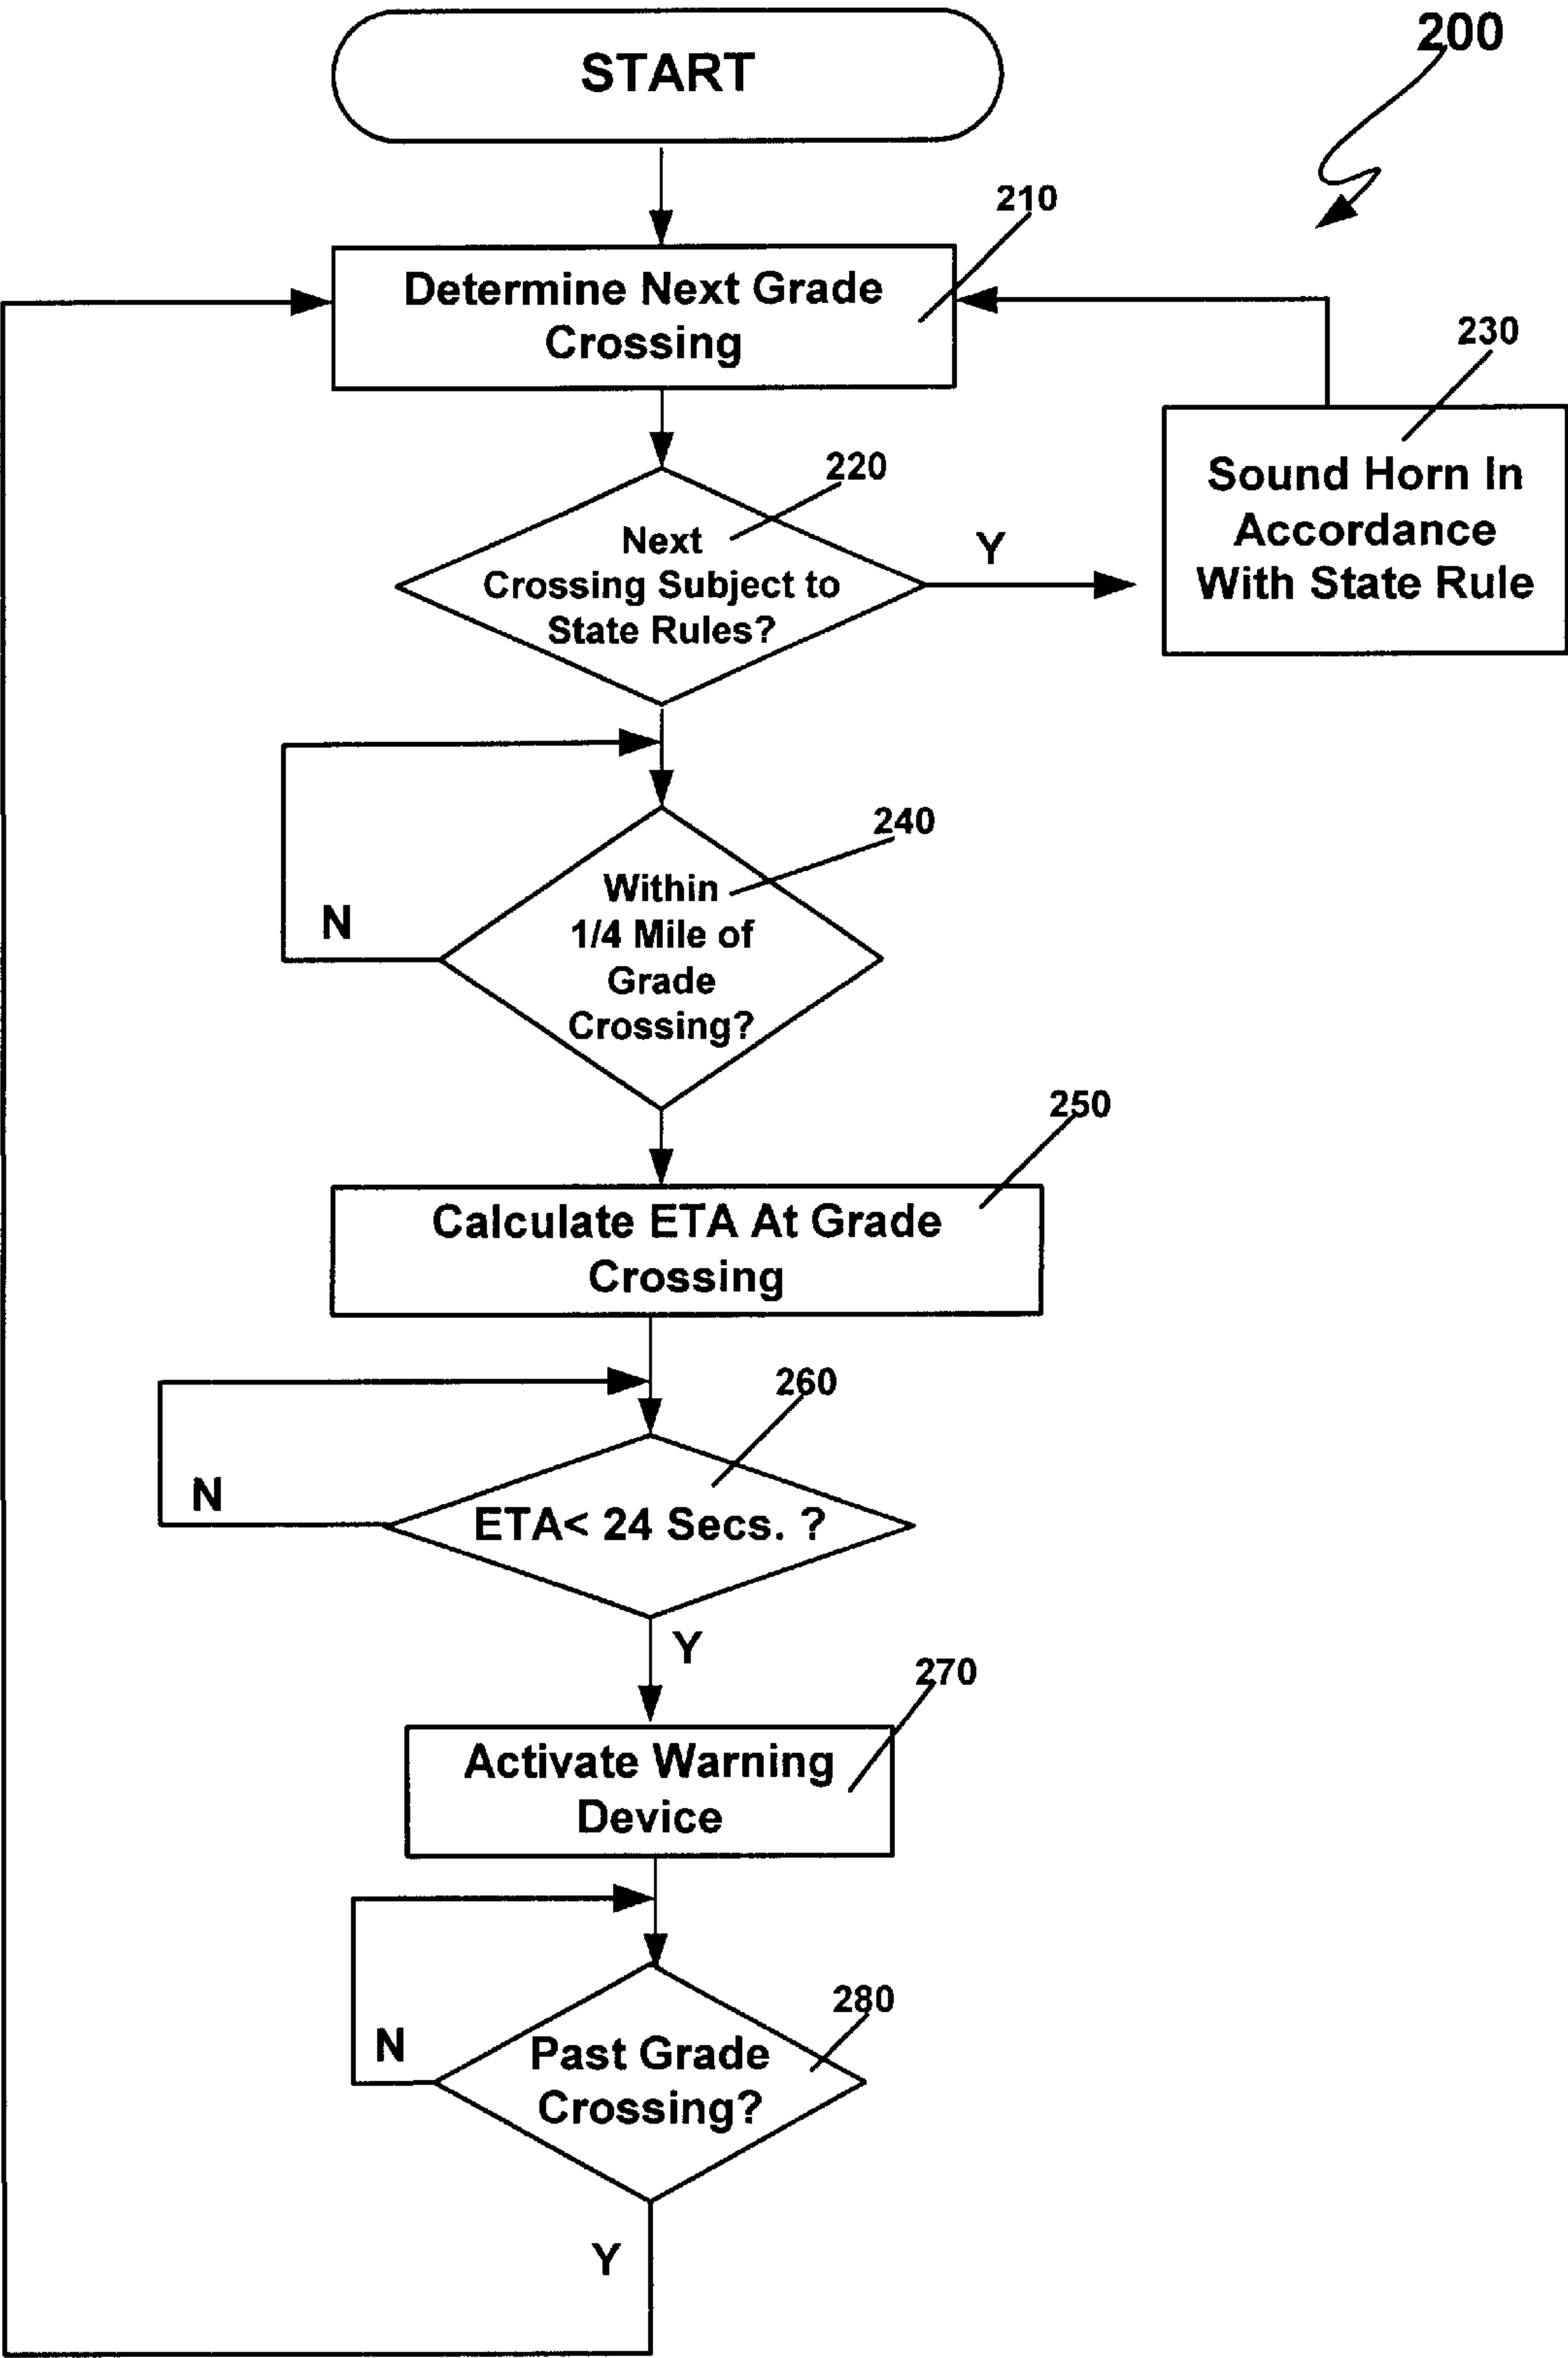 START
200
210
Determine Next Grade
Crossing
230
Sound Horn In
Accordance
With State Rule
220
Next
Crossing Subject to
State Rules?
Y
240
Within
1/4 Mile of
Grade
Crossing?
N
250
Calculate ETA At Grade
Crossing
260
ETA< 24 Secs. ?
N
Y
270
Activate Warning
Device
280
Past Grade
Crossing?
N
Y